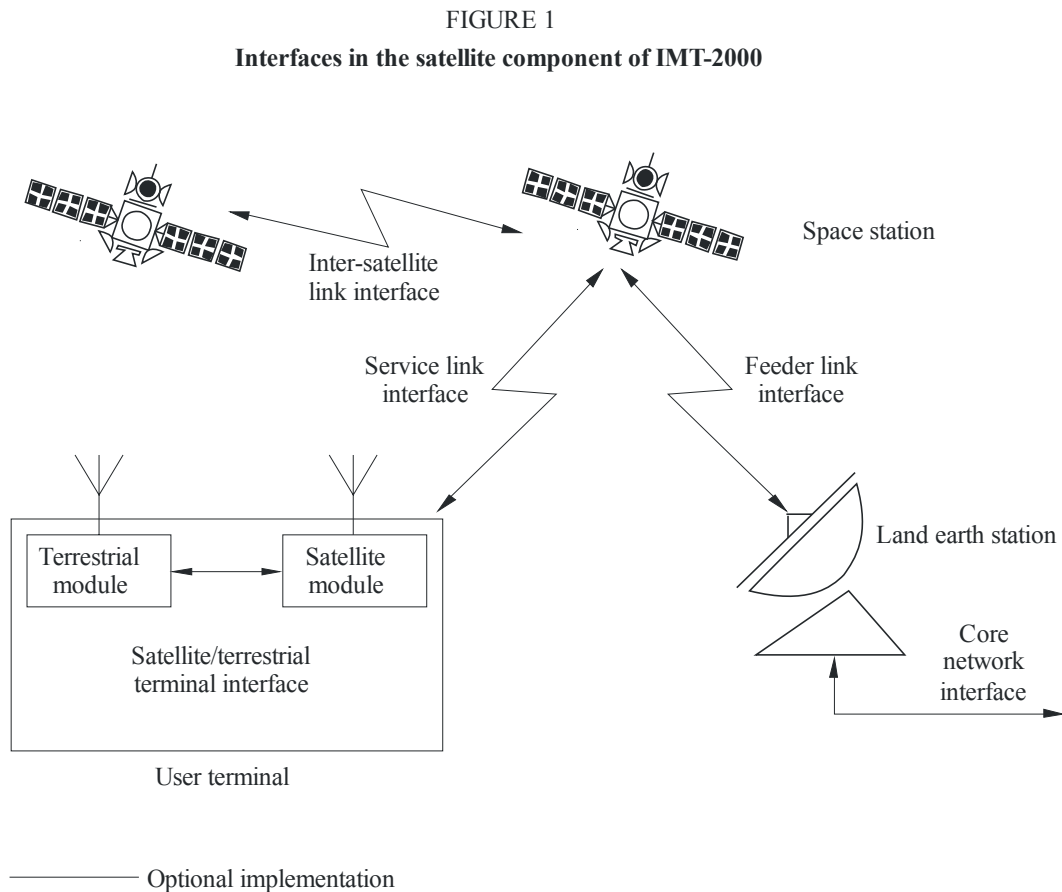 FIGURE 1
Interfaces in the satellite component of IMT-2000
Space station
Inter-satellite
link interface
Service link
interface
Feeder link
interface
Terrestrial
module
Satellite
module
Land earth station
Satellite/terrestrial
terminal interface
Core
network
interface
User terminal
Optional implementation